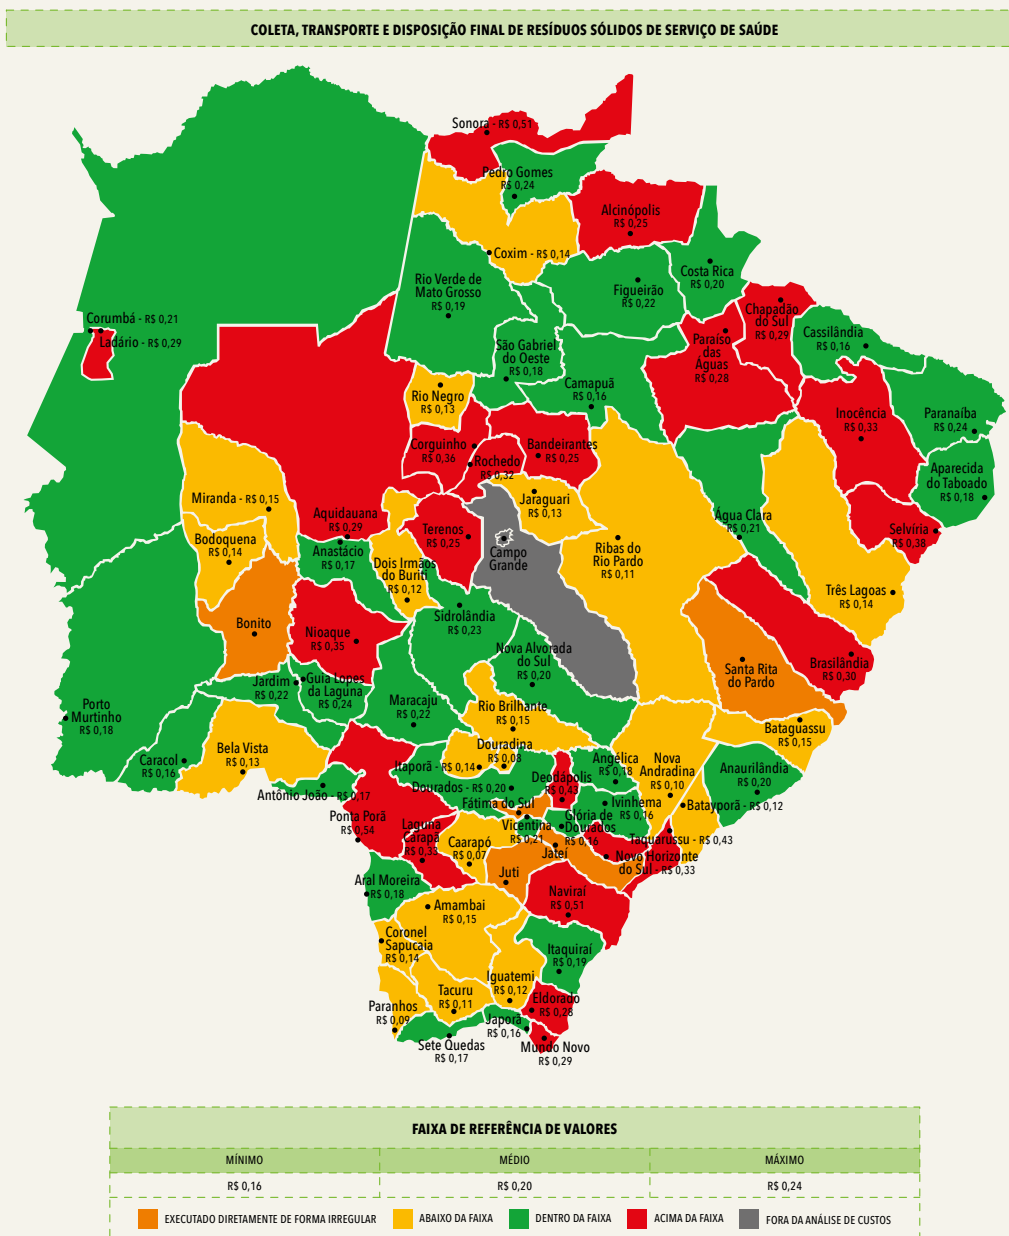 COLETA, TRANSPORTE E DISPOSIÇÃO FINAL DE RESÍDUOS SÓLIDOS DE SERVIÇO DE SAÚDE
Sonora - R$ 0,51
Pedro Gomes
R$ 0,24
Alcinópolis
R$ 0,25
Coxim - R$ 0,14
Costa Rica
R$ 0,20
Rio Verde de
Mato Grosso
R$ 0,19
Figueirão
R$ 0,22
Chapadão
do Sul
R$ 0,29
Corumbá - R$ 0,21
Ladário - R$ 0,29
Cassilândia
R$ 0,16
Paraíso
das
Águas
R$ 0,28
São Gabriel
do Oeste
R$ 0,18
Camapuã
R$ 0,16
Rio Negro
R$ 0,13
Inocência
R$ 0,33
Paranaíba
R$ 0,24
Corguinho
R$ 0,36
Bandeirantes
R$ 0,25
Rochedo
R$ 0,32
Aparecida
do Taboado
R$ 0,18
Miranda - R$ 0,15
Jaraguari
R$ 0,13
Aquidauana
R$ 0,29
Água Clara
R$ 0,21
Terenos
R$ 0,25
Selvíria
R$ 0,38
Bodoquena
R$ 0,14
Anastácio
R$ 0,17
Campo
Grande
Ribas do
Rio Pardo
R$ 0,11
Dois Irmãos
do Buriti
R$ 0,12
Três Lagoas
R$ 0,14
Sidrolândia
R$ 0,23
Bonito
Nioaque
R$ 0,35
Nova Alvorada
do Sul
R$ 0,20
Santa Rita
do Pardo
Brasilândia
R$ 0,30
Jardim
R$ 0,22
Guia Lopes
da Laguna
R$ 0,24
Maracaju
R$ 0,22
Rio Brilhante
R$ 0,15
Porto
Murtinho
R$ 0,18
Bataguassu
R$ 0,15
Caracol
R$ 0,16
Bela Vista
R$ 0,13
Douradina
R$ 0,08
Itaporã - R$ 0,14
Angélica
R$ 0,18
Nova
Andradina
R$ 0,10
Anaurilândia
R$ 0,20
Deodápolis
R$ 0,43
Dourados - R$ 0,20
Antônio João - R$ 0,17
Fátima do Sul
Ivinhema
R$ 0,16
Batayporã - R$ 0,12
Ponta Porã
R$ 0,54
Vicentina
R$ 0,21
Glória de
Dourados
R$ 0,16
Laguna
Carapã
R$ 0,33
Taquarussu - R$ 0,43
Caarapó
R$ 0,07
Jateí
Novo Horizonte
do Sul - R$ 0,33
Juti
Aral Moreira
R$ 0,18
Naviraí
R$ 0,51
Amambai
R$ 0,15
Coronel
Sapucaia
R$ 0,14
Itaquiraí
R$ 0,19
Iguatemi
R$ 0,12
Tacuru
R$ 0,11
Eldorado
R$ 0,28
Paranhos
R$ 0,09
Japorã
R$ 0,16
Sete Quedas
R$ 0,17
Mundo Novo
R$ 0,29
FAIXA DE REFERÊNCIA DE VALORES
MÍNIMO MÉDIO MÁXIMO
R$ 0,16 R$ 0,20 R$ 0,24
EXECUTADO DIRETAMENTE DE FORMA IRREGULAR ABAIXO DA FAIXA DENTRO DA FAIXA ACIMA DA FAIXA FORA DA ANÁLISE DE CUSTOS